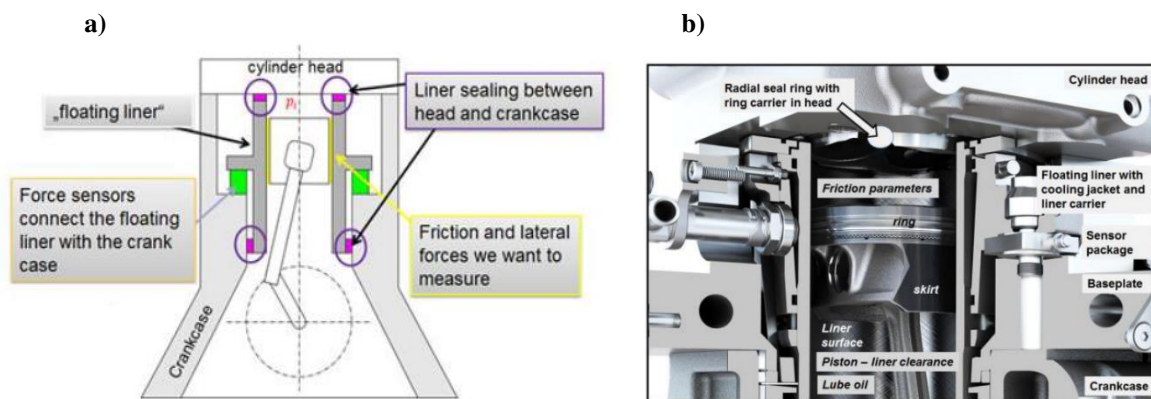 a)
b)
cylinder head
p
„floating liner“
Liner sealing between
head and crankcase
Force sensors
connect the floating
liner with the crank
case
Friction and lateral
forces we want to
measure
Crankcase
Radial seal ring with
ring carrier in head
Cylinder head
Friction parameters
ring
skirt
Floating liner with
cooling jacket and
liner carrier
Sensor
package
Baseplate
Liner
surface
Piston – liner clearance
Lube oil
Crankcase